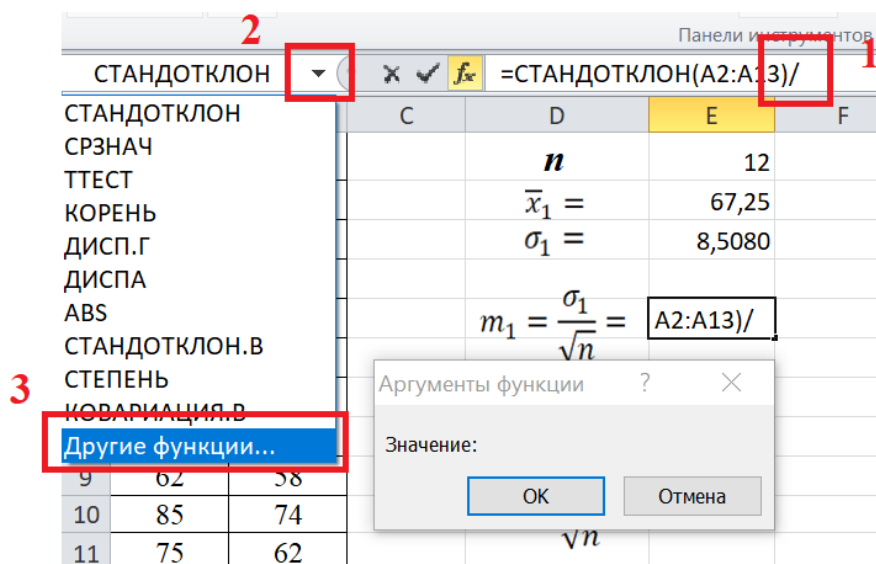 Панели инструментов
2
1
СТАНДОТКЛОН
fx =СТАНДОТКЛОН(A2:A13)/
СТАНДОТКЛОН
СРЗНАЧ
ТТЕСТ
КОРЕНЬ
ДИСП.Г
ДИСПА
ABS
СТАНДОТКЛОН.В
СТЕПЕНЬ
КОВАРИАЦИЯ.В
Другие функции...
3
C D E F
n 12
x̅₁ = 67,25
σ₁ = 8,5080
m₁ = σ₁/√n = A2:A13)/
Аргументы функции ?
Значение:
OK Отмена
√n
9 62 58
10 85 74
11 75 62